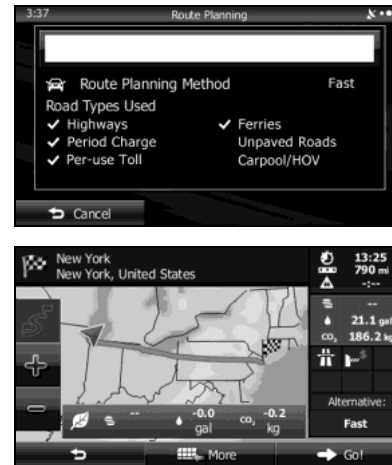 3:37 Route Planning
Route Planning Method Fast
Road Types Used
✓ Highways ✓ Ferries
✓ Period Charge Unpaved Roads
✓ Per-use Toll Carpool/HOV
Cancel
New York
New York, United States
13:25
790 mi
-:--
--
21.1 gal
CO₂ 186.2 kg
$
-- -0.0 gal CO₂ -0.2 kg
Alternative:
Fast
More Go!